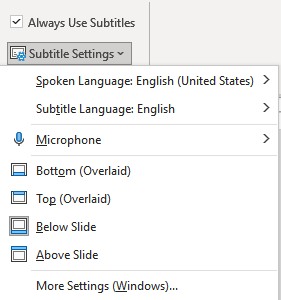 Always Use Subtitles
Subtitle Settings
Spoken Language: English (United States)
Subtitle Language: English
Microphone
Bottom (Overlaid)
Top (Overlaid)
Below Slide
Above Slide
More Settings (Windows)...